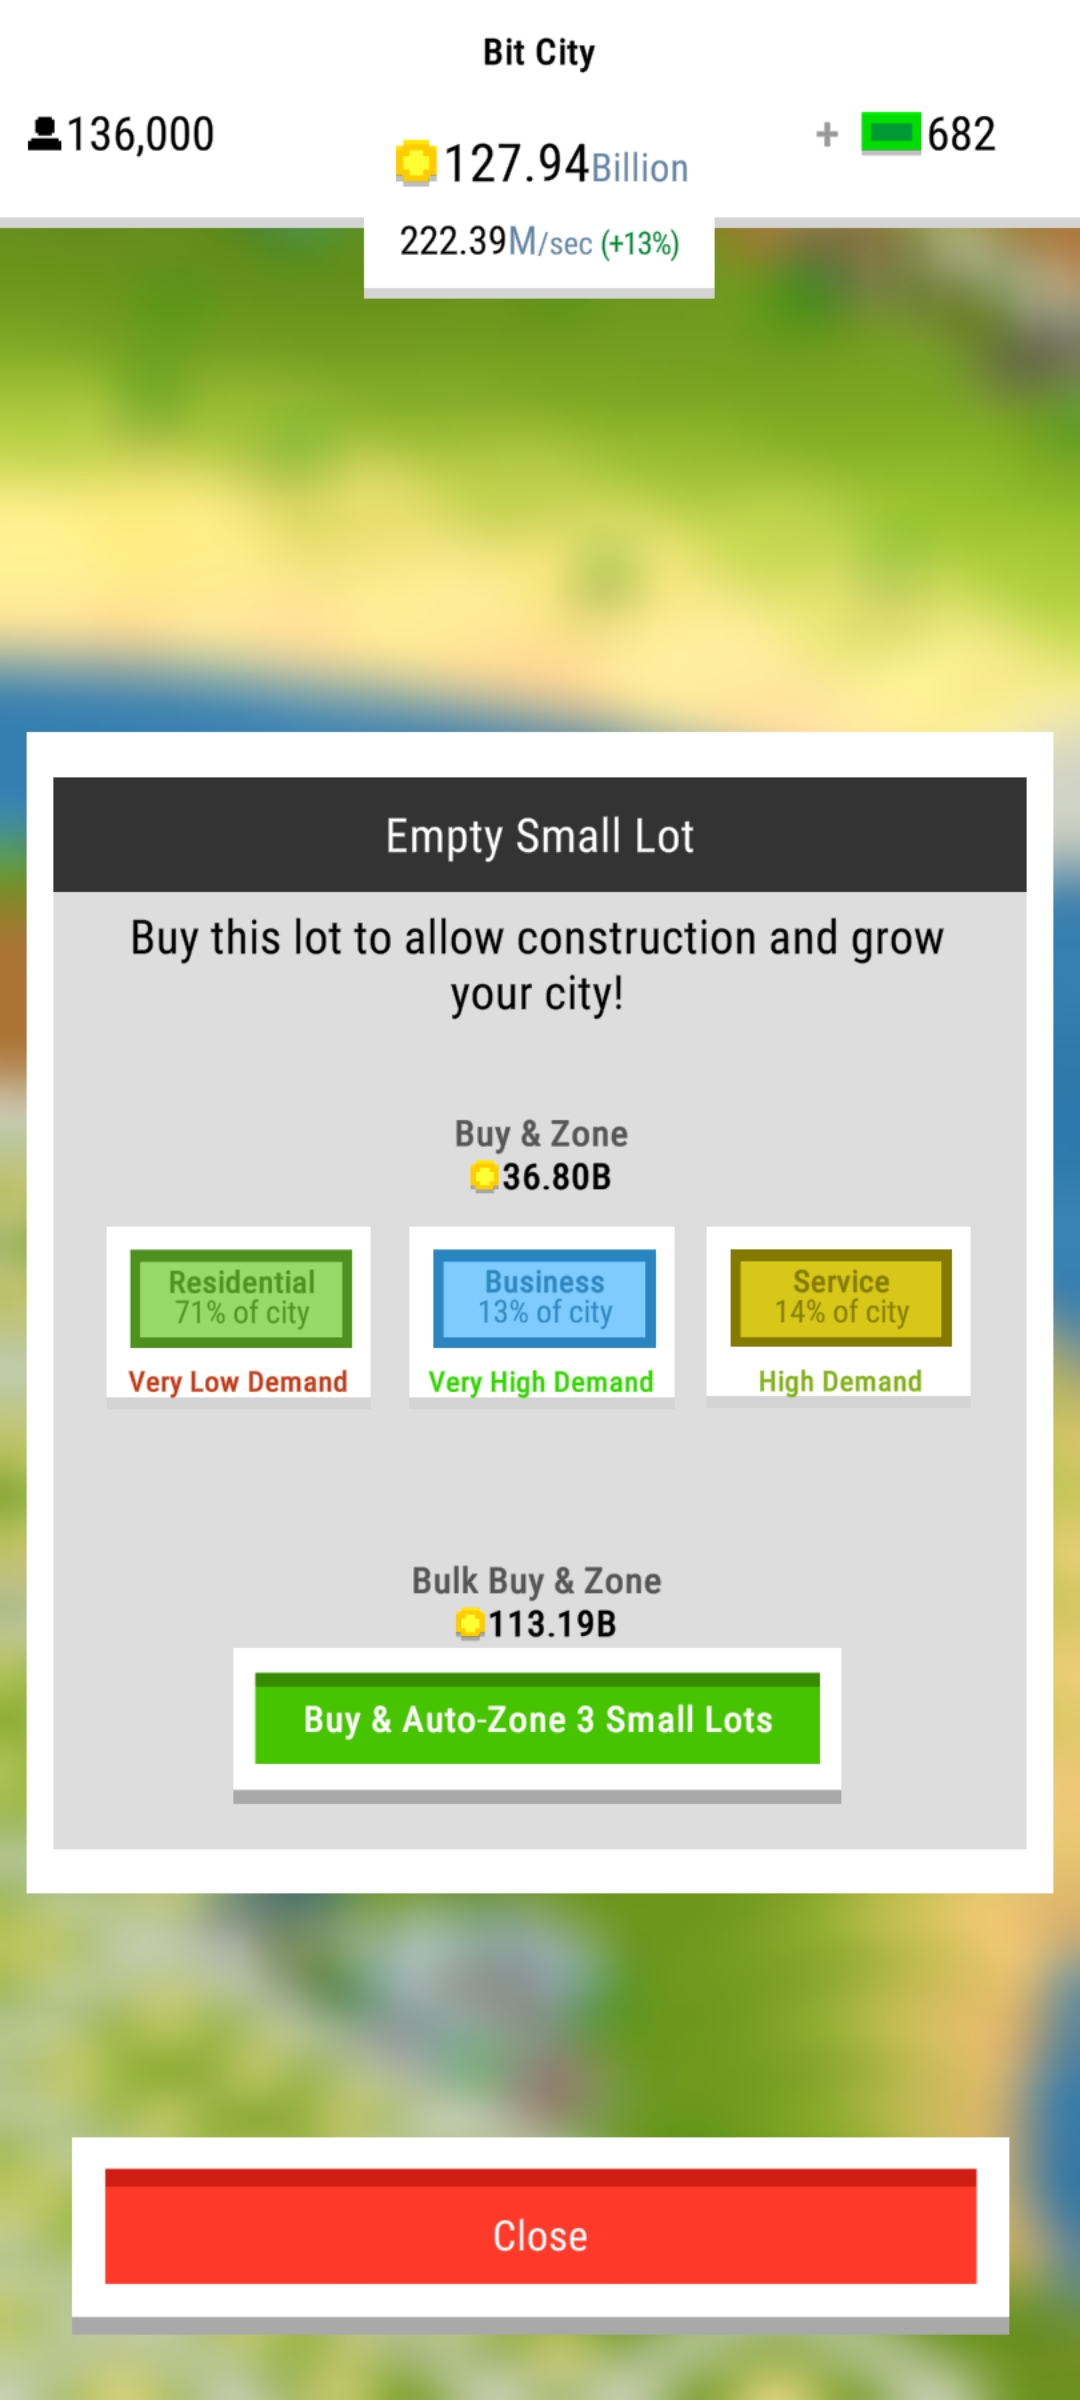 Bit City
136,000
127.94Billion
+ 682
222.39M/sec (+13%)
Empty Small Lot
Buy this lot to allow construction and grow
your city!
Buy & Zone
36.80B
Residential
71% of city
Very Low Demand
Business
13% of city
Very High Demand
Service
14% of city
High Demand
Bulk Buy & Zone
113.19B
Buy & Auto-Zone 3 Small Lots
Close